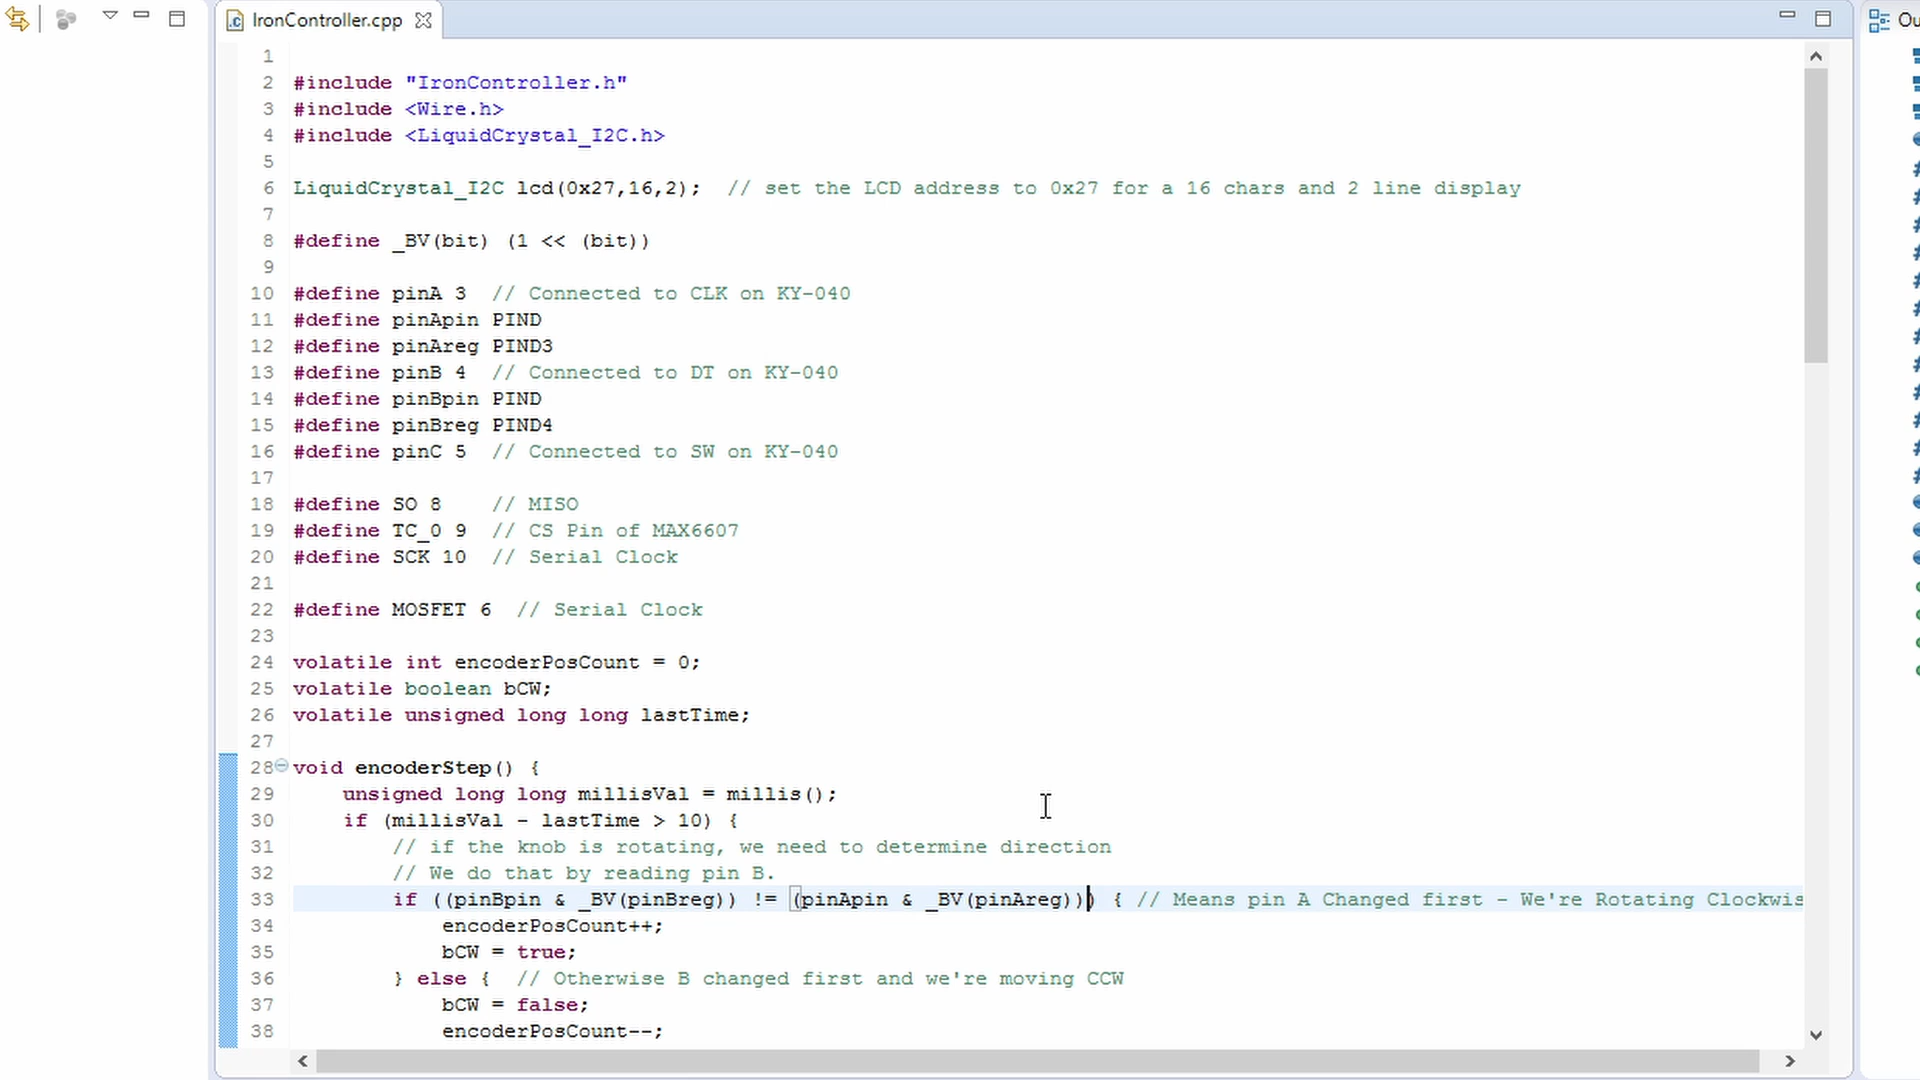 IronController.cpp
Ou
1
2 #include "IronController.h"
3 #include <Wire.h>
4 #include <LiquidCrystal_I2C.h>
5
6 LiquidCrystal_I2C lcd(0x27,16,2);  // set the LCD address to 0x27 for a 16 chars and 2 line display
7
8 #define _BV(bit) (1 << (bit))
9
10 #define pinA 3  // Connected to CLK on KY-040
11 #define pinApin PIND
12 #define pinAreg PIND3
13 #define pinB 4  // Connected to DT on KY-040
14 #define pinBpin PIND
15 #define pinBreg PIND4
16 #define pinC 5  // Connected to SW on KY-040
17
18 #define SO 8    // MISO
19 #define TC_0 9  // CS Pin of MAX6607
20 #define SCK 10  // Serial Clock
21
22 #define MOSFET 6  // Serial Clock
23
24 volatile int encoderPosCount = 0;
25 volatile boolean bCW;
26 volatile unsigned long long lastTime;
27
28 void encoderStep() {
29     unsigned long long millisVal = millis();
30     if (millisVal - lastTime > 10) {
31         // if the knob is rotating, we need to determine direction
32         // We do that by reading pin B.
33         if ((pinBpin & _BV(pinBreg)) != (pinApin & _BV(pinAreg))) { // Means pin A Changed first - We're Rotating Clockwis
34             encoderPosCount++;
35             bCW = true;
36         } else {  // Otherwise B changed first and we're moving CCW
37             bCW = false;
38             encoderPosCount--;